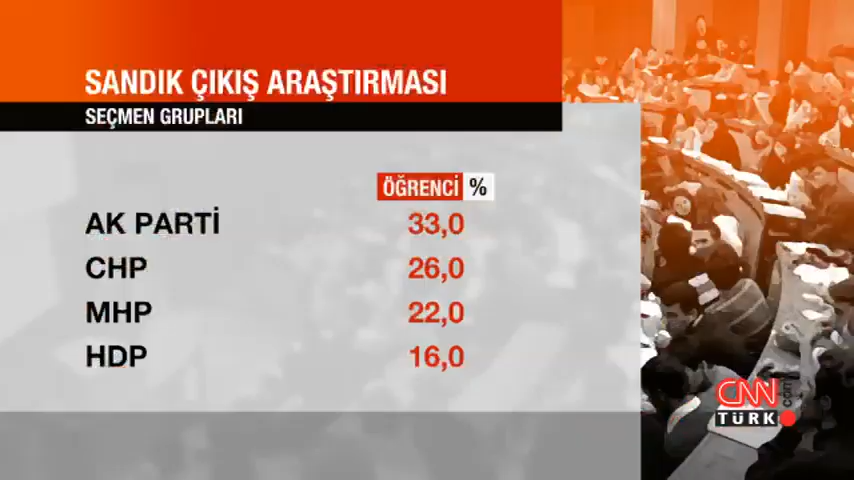 SANDIK ÇIKIŞ ARAŞTIRMASI
SEÇMEN GRUPLARI
ÖĞRENCİ %
AK PARTİ 33,0
CHP 26,0
MHP 22,0
HDP 16,0
CNN
TÜRK
.com